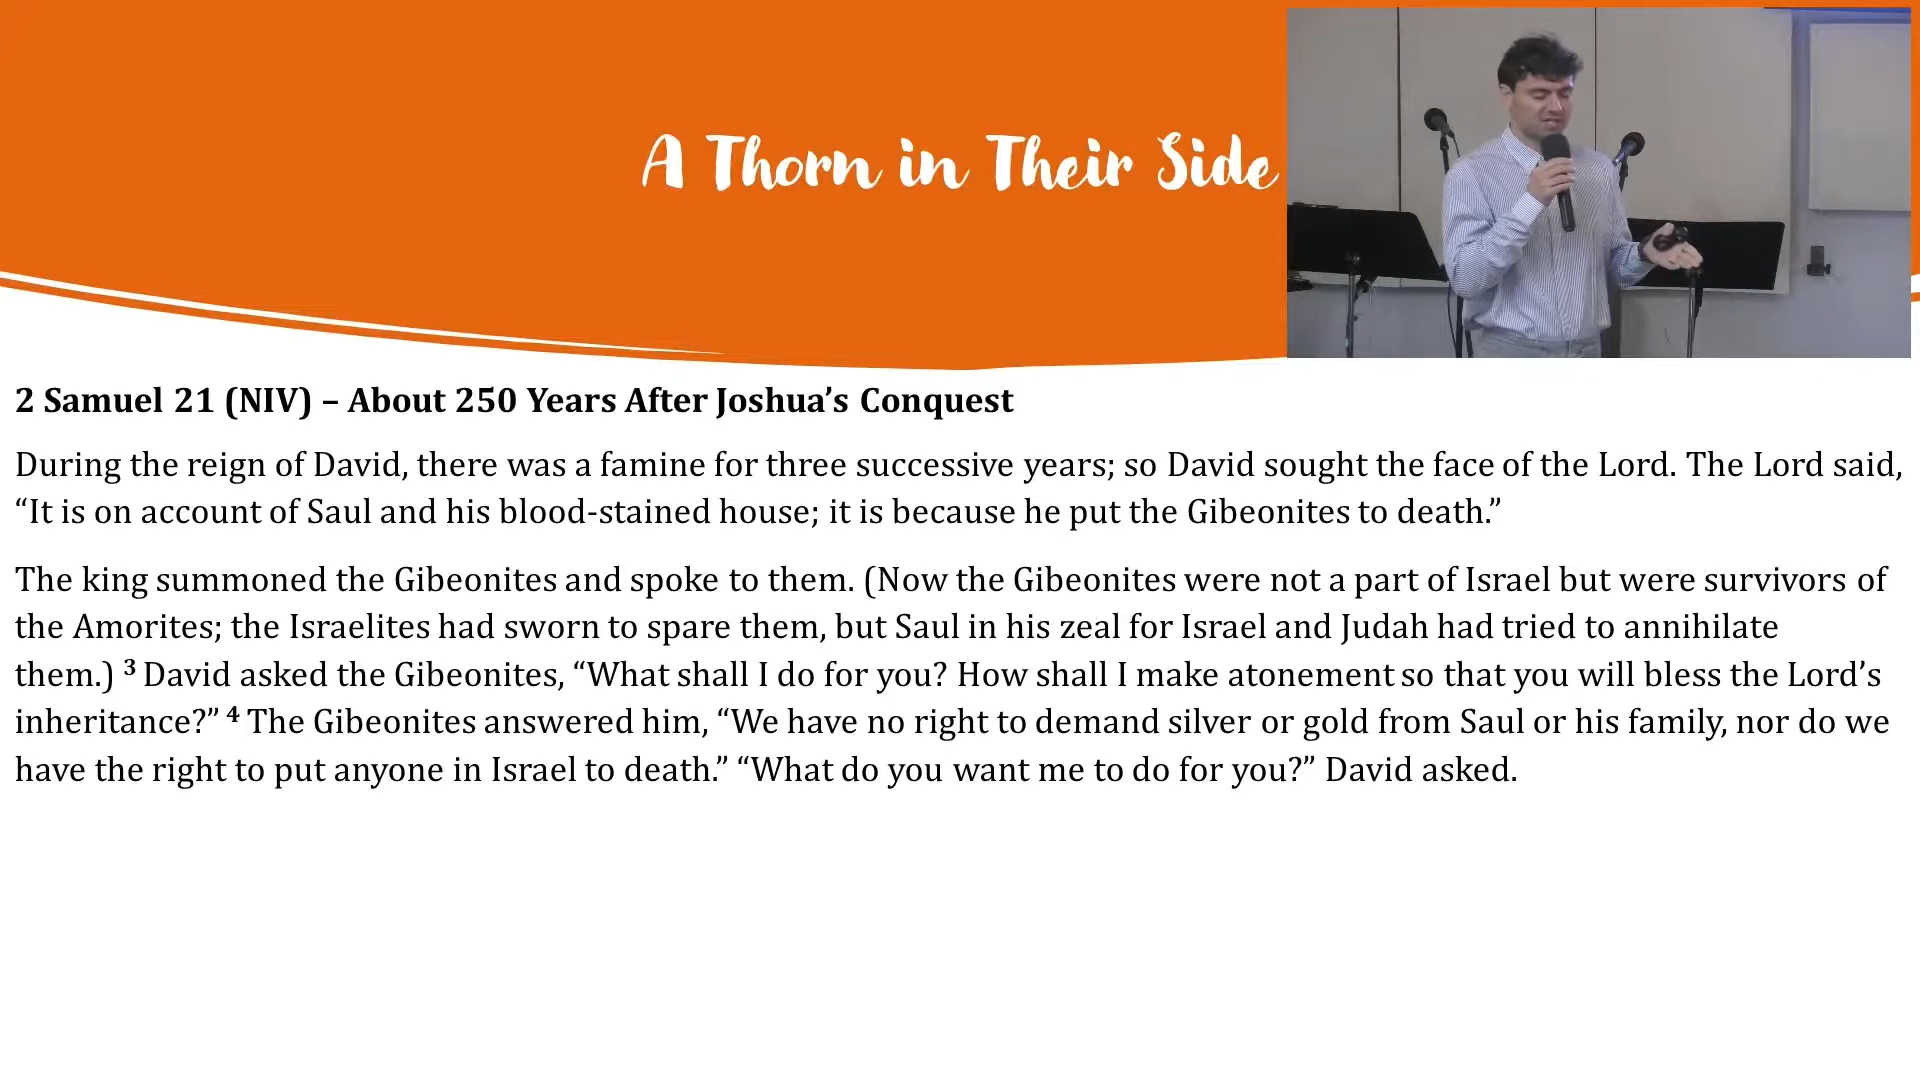 A Thorn in Their Side
2 Samuel 21 (NIV) – About 250 Years After Joshua’s Conquest
During the reign of David, there was a famine for three successive years; so David sought the face of the Lord. The Lord said,
“It is on account of Saul and his blood-stained house; it is because he put the Gibeonites to death.”
The king summoned the Gibeonites and spoke to them. (Now the Gibeonites were not a part of Israel but were survivors of
the Amorites; the Israelites had sworn to spare them, but Saul in his zeal for Israel and Judah had tried to annihilate
them.) ³ David asked the Gibeonites, “What shall I do for you? How shall I make atonement so that you will bless the Lord’s
inheritance?” ⁴ The Gibeonites answered him, “We have no right to demand silver or gold from Saul or his family, nor do we
have the right to put anyone in Israel to death.” “What do you want me to do for you?” David asked.